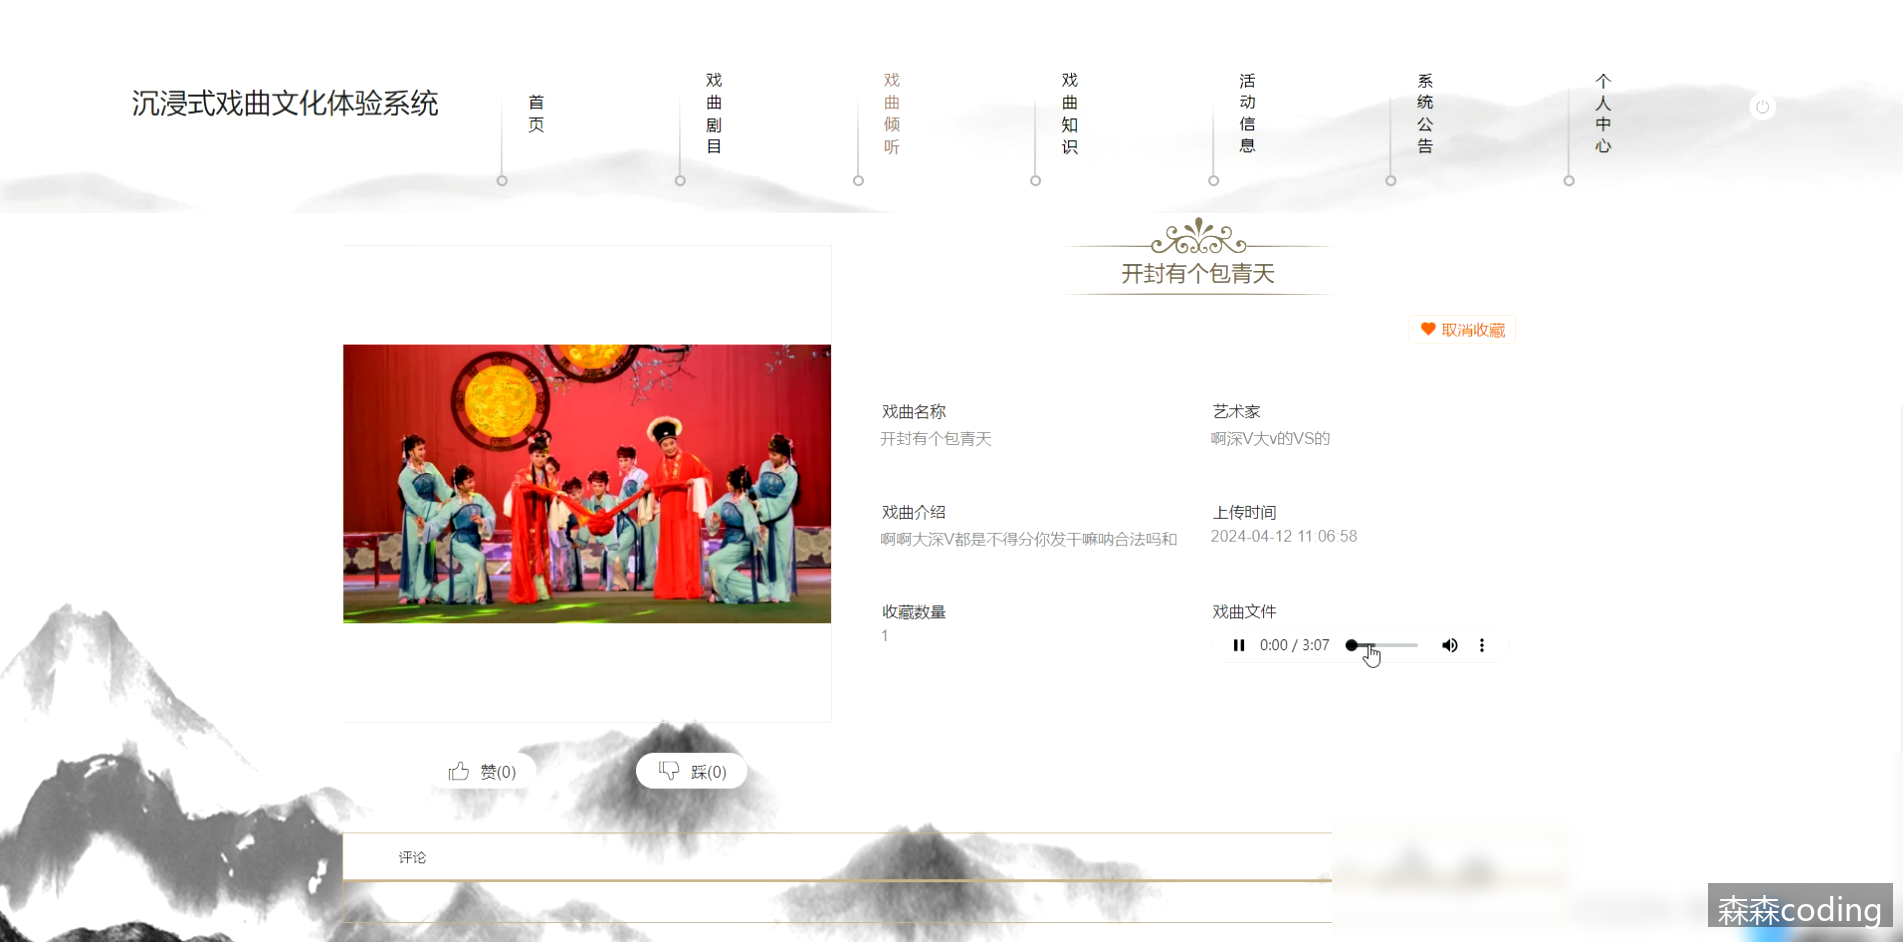 沉浸式戏曲文化体验系统
首页
戏曲剧目
戏曲倾听
戏曲知识
活动信息
系统公告
个人中心
开封有个包青天
取消收藏
戏曲名称
开封有个包青天
艺术家
啊深V大v的VS的
戏曲介绍
啊啊大深V都是不得分你发干嘛呐合法吗和
上传时间
2024-04-12 11:06:58
收藏数量
1
戏曲文件
0:00 / 3:07
赞(0)
踩(0)
评论
森森coding